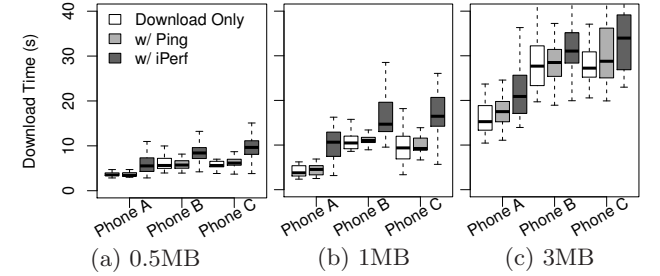 Download Time (s)
0
10
20
30
40
Download Only
w/ Ping
w/ iPerf
Phone A
Phone B
Phone C
(a) 0.5MB
Phone A
Phone B
Phone C
(b) 1MB
Phone A
Phone B
Phone C
(c) 3MB